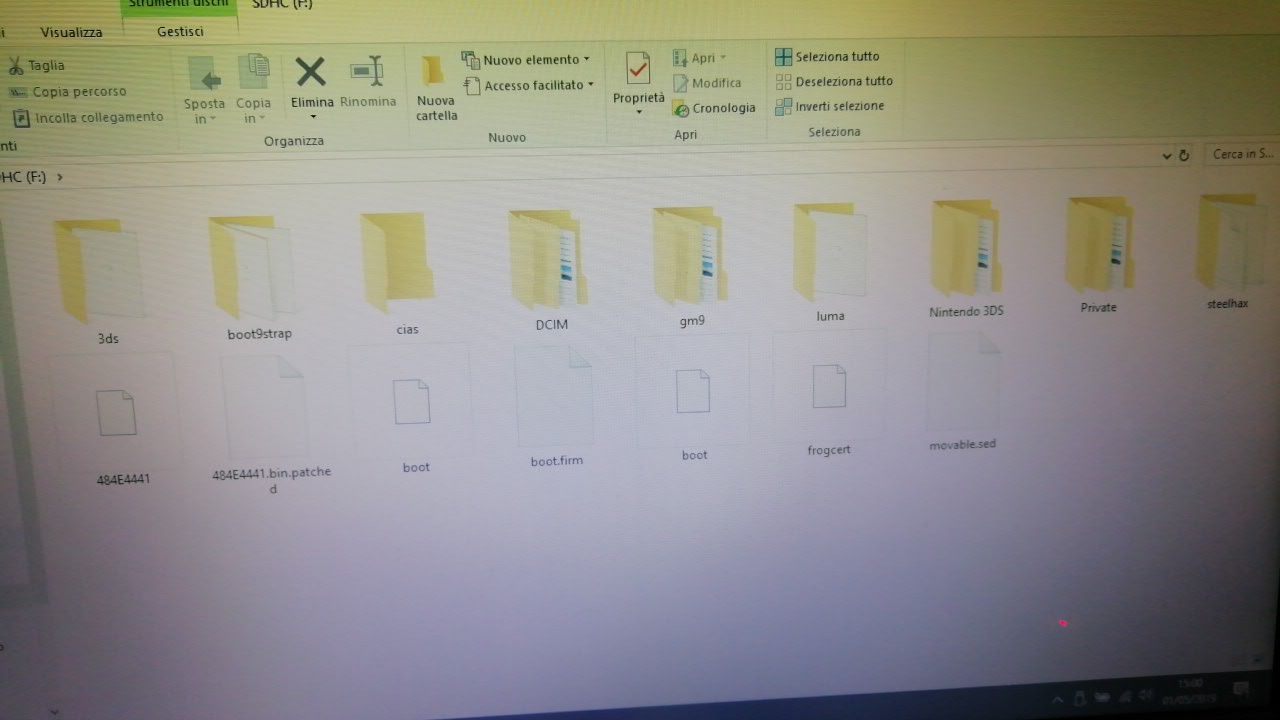 Strumenti dischi
SDHC (F:)
Visualizza
Gestisci
Taglia
Copia percorso
Incolla collegamento
Sposta
in
Copia
in
Elimina
Rinomina
Organizza
Nuova
cartella
Nuovo elemento
Accesso facilitato
Nuovo
Proprietà
Apri
Modifica
Cronologia
Apri
Seleziona tutto
Deseleziona tutto
Inverti selezione
Seleziona
nti
DHC (F:) >
Cerca in S...
3ds
boot9strap
cias
DCIM
gm9
luma
Nintendo 3DS
Private
steelhax
484E4441
484E4441.bin.patche
d
boot
boot.firm
boot
frogcert
movable.sed
15:00